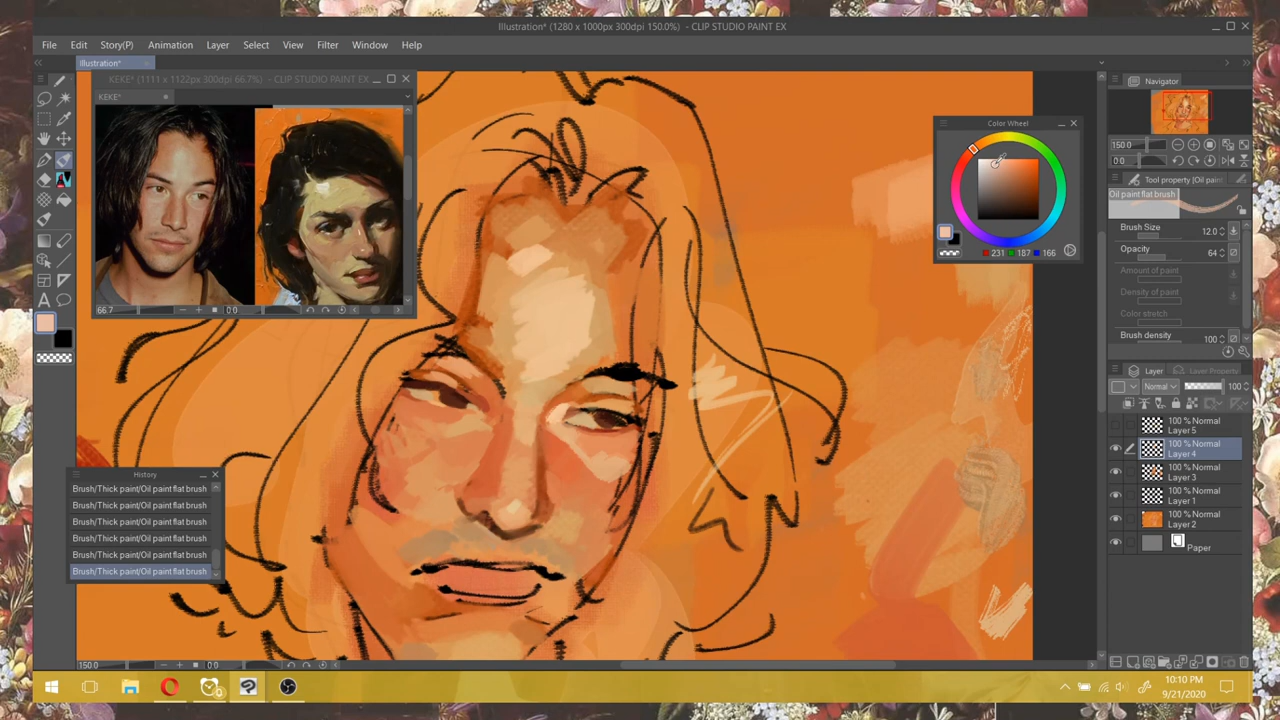 Illustration* (1280 x 1000px 300dpi 150.0%) - CLIP STUDIO PAINT EX
File Edit Story(P) Animation Layer Select View Filter Window Help
Illustration*
KEKE* (1111 x 1122px 300dpi 66.7%) - CLIP STUDIO PAINT EX
KEKE*
66.7
0.0
Color Wheel
231 187 166
Navigator
150.0
0.0
Tool property [Oil paint
Oil paint flat brush
Brush Size 12.0
Opacity 64
Amount of paint
Density of paint
Color stretch
Brush density 100
Layer Layer Property
Normal 100
100 % Normal
Layer 5
100 % Normal
Layer 4
100 % Normal
Layer 3
100 % Normal
Layer 1
100 % Normal
Layer 2
Paper
History
Brush/Thick paint/Oil paint flat brush
Brush/Thick paint/Oil paint flat brush
Brush/Thick paint/Oil paint flat brush
Brush/Thick paint/Oil paint flat brush
Brush/Thick paint/Oil paint flat brush
Brush/Thick paint/Oil paint flat brush
150.0
0.0
10:10 PM
9/21/2020